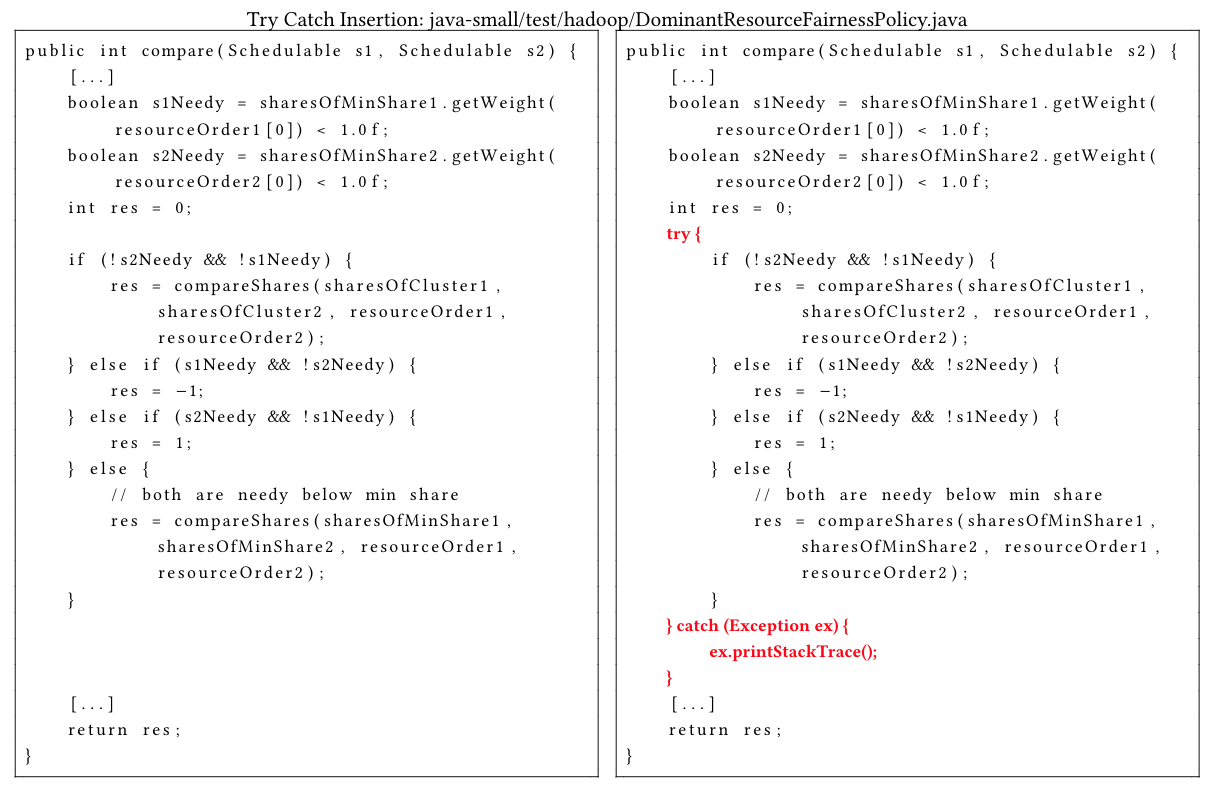 Try Catch Insertion: java-small/test/hadoop/DominantResourceFairnessPolicy.java
public int compare(Schedulable s1, Schedulable s2) {
[...]
boolean s1Needy = sharesOfMinShare1.getWeight(
resourceOrder1[0]) < 1.0f;
boolean s2Needy = sharesOfMinShare2.getWeight(
resourceOrder2[0]) < 1.0f;
int res = 0;
if (!s2Needy && !s1Needy) {
res = compareShares(sharesOfCluster1,
sharesOfCluster2, resourceOrder1,
resourceOrder2);
} else if (s1Needy && !s2Needy) {
res = −1;
} else if (s2Needy && !s1Needy) {
res = 1;
} else {
// both are needy below min share
res = compareShares(sharesOfMinShare1,
sharesOfMinShare2, resourceOrder1,
resourceOrder2);
}
[...]
return res;
}
public int compare(Schedulable s1, Schedulable s2) {
[...]
boolean s1Needy = sharesOfMinShare1.getWeight(
resourceOrder1[0]) < 1.0f;
boolean s2Needy = sharesOfMinShare2.getWeight(
resourceOrder2[0]) < 1.0f;
int res = 0;
try {
if (!s2Needy && !s1Needy) {
res = compareShares(sharesOfCluster1,
sharesOfCluster2, resourceOrder1,
resourceOrder2);
} else if (s1Needy && !s2Needy) {
res = −1;
} else if (s2Needy && !s1Needy) {
res = 1;
} else {
// both are needy below min share
res = compareShares(sharesOfMinShare1,
sharesOfMinShare2, resourceOrder1,
resourceOrder2);
}
} catch (Exception ex) {
ex.printStackTrace();
}
[...]
return res;
}